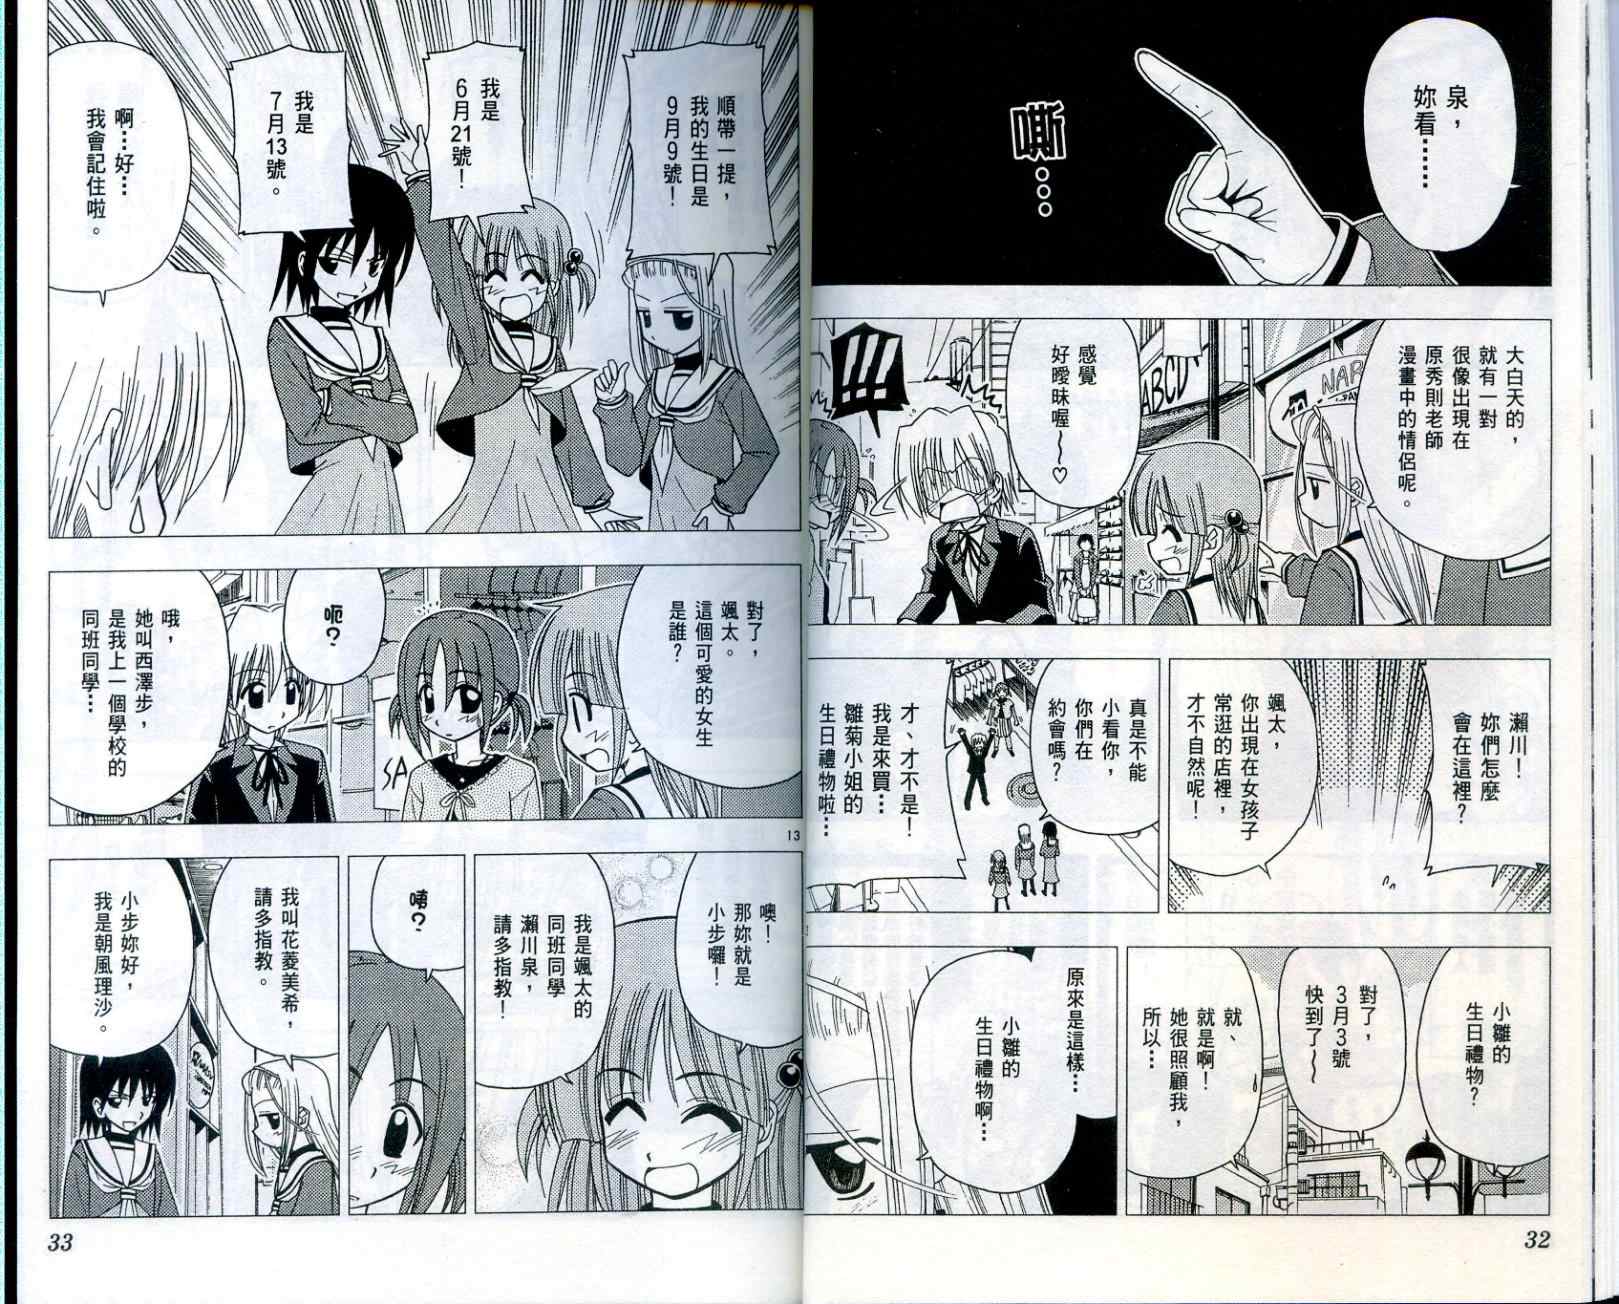 泉，
妳看……
嘶…
大白天的，
就有一對
很像出現在
原秀則老師
漫畫中的情侶呢。
NAR
ABCD
感覺
好曖昧喔～♡
!!!
瀨川！
妳們怎麼
會在這裡？
颯太，
你出現在女孩子
常逛的店裡，
才不自然呢！
真是不能
小看你，
你們在
約會嗎？
才、才不是！
我是來買…
雛菊小姐的
生日禮物啦…
小雛的
生日禮物？
對了，
3月3號
快到了～
就、
就是啊！
她很照顧我，
所以…
原來是這樣…
小雛的
生日禮物啊…
32
順帶一提，
我的生日是
9月9號！
我是
6月21號！
我是
7月13號。
啊…好…
我會記住啦。
對了，
颯太。
這個可愛的女生
是誰？
呃？
哦，
她叫西澤步，
是我上一個學校的
同班同學…
SA
13
噢！
那妳就是
小步囉！
我是颯太的
同班同學
瀨川泉，
請多指教！
咦？
我叫花菱美希，
請多指教。
小步妳好，
我是朝風理沙。
33